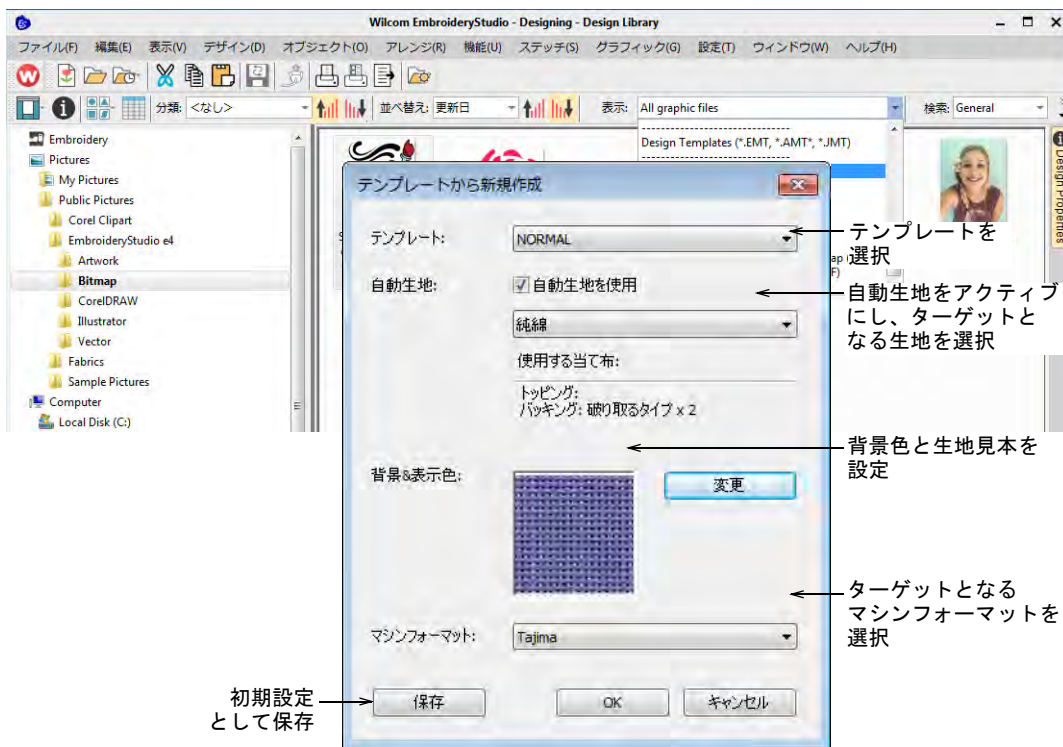 Wilcom EmbroideryStudio - Designing - Design Library
ファイル(F) 編集(E) 表示(V) デザイン(D) オブジェクト(O) アレンジ(R) 機能(U) ステッチ(S) グラフィック(G) 設定(T) ウィンドウ(W) ヘルプ(H)
分類: <なし> 並べ替え: 更新日 表示: All graphic files 検索: General
Embroidery
Pictures
My Pictures
Public Pictures
Corel Clipart
EmbroideryStudio e4
Artwork
Bitmap
CorelDRAW
Illustrator
Vector
Fabrics
Sample Pictures
Computer
Local Disk (C:)
Design Templates (*.EMT, *.AMT*, *.JMT)
Design Properties
テンプレートから新規作成
テンプレート: NORMAL
自動生地: 自動生地を使用
純綿
使用する当て布:
トッピング:
バッキング: 破り取るタイプ x 2
背景&表示色: 変更
マシンフォーマット: Tajima
保存 OK キャンセル
テンプレートを
選択
自動生地をアクティブ
にし、ターゲットと
なる生地を選択
背景色と生地見本を
設定
ターゲットとなる
マシンフォーマットを
選択
初期設定
として保存